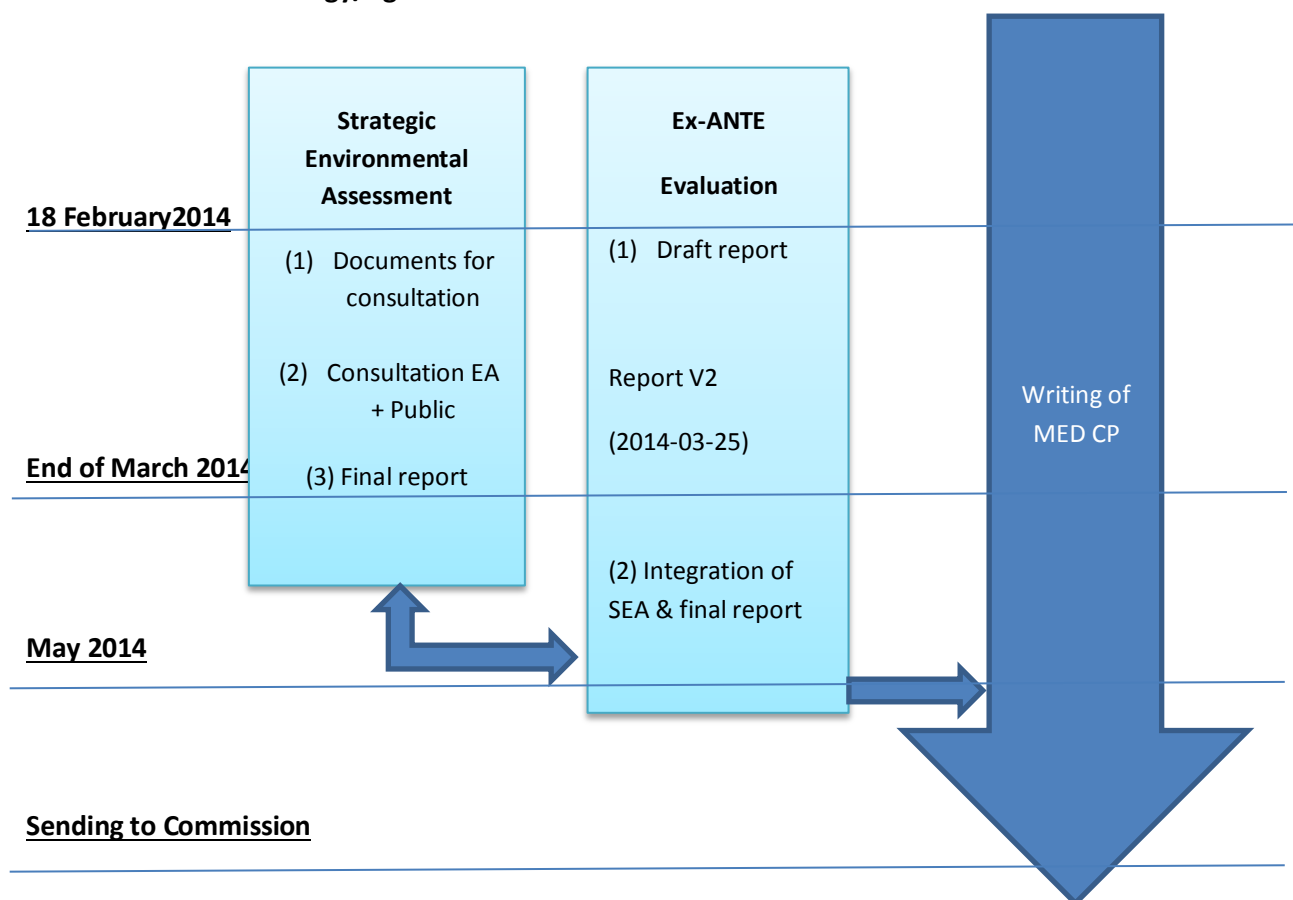 Strategic
Environmental
Assessment
Ex-ANTE
Evaluation
18 February2014
(1) Documents for
consultation
(1) Draft report
(2) Consultation EA
+ Public
Report V2
(2014-03-25)
Writing of
MED CP
End of March 2014
(3) Final report
(2) Integration of
SEA & final report
May 2014
Sending to Commission